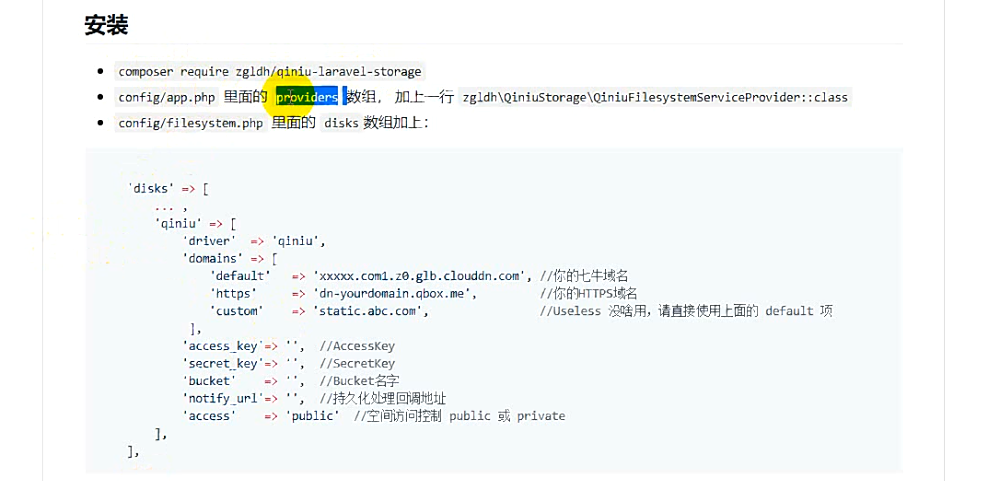 安装
composer require zgldh/qiniu-laravel-storage
config/app.php 里面的 providers 数组， 加上一行 zgldh\QiniuStorage\QiniuFilesystemServiceProvider::class
config/filesystem.php 里面的 disks 数组加上：
'disks' => [
... ,
'qiniu' => [
'driver' => 'qiniu',
'domains' => [
'default' => 'xxxxx.com1.z0.glb.clouddn.com', //你的七牛域名
'https' => 'dn-yourdomain.qbox.me', //你的HTTPS域名
'custom' => 'static.abc.com', //Useless 没啥用，请直接使用上面的 default 项
],
'access_key'=> '', //AccessKey
'secret_key'=> '', //SecretKey
'bucket' => '', //Bucket名字
'notify_url'=> '', //持久化处理回调地址
'access' => 'public' //空间访问控制 public 或 private
],
],